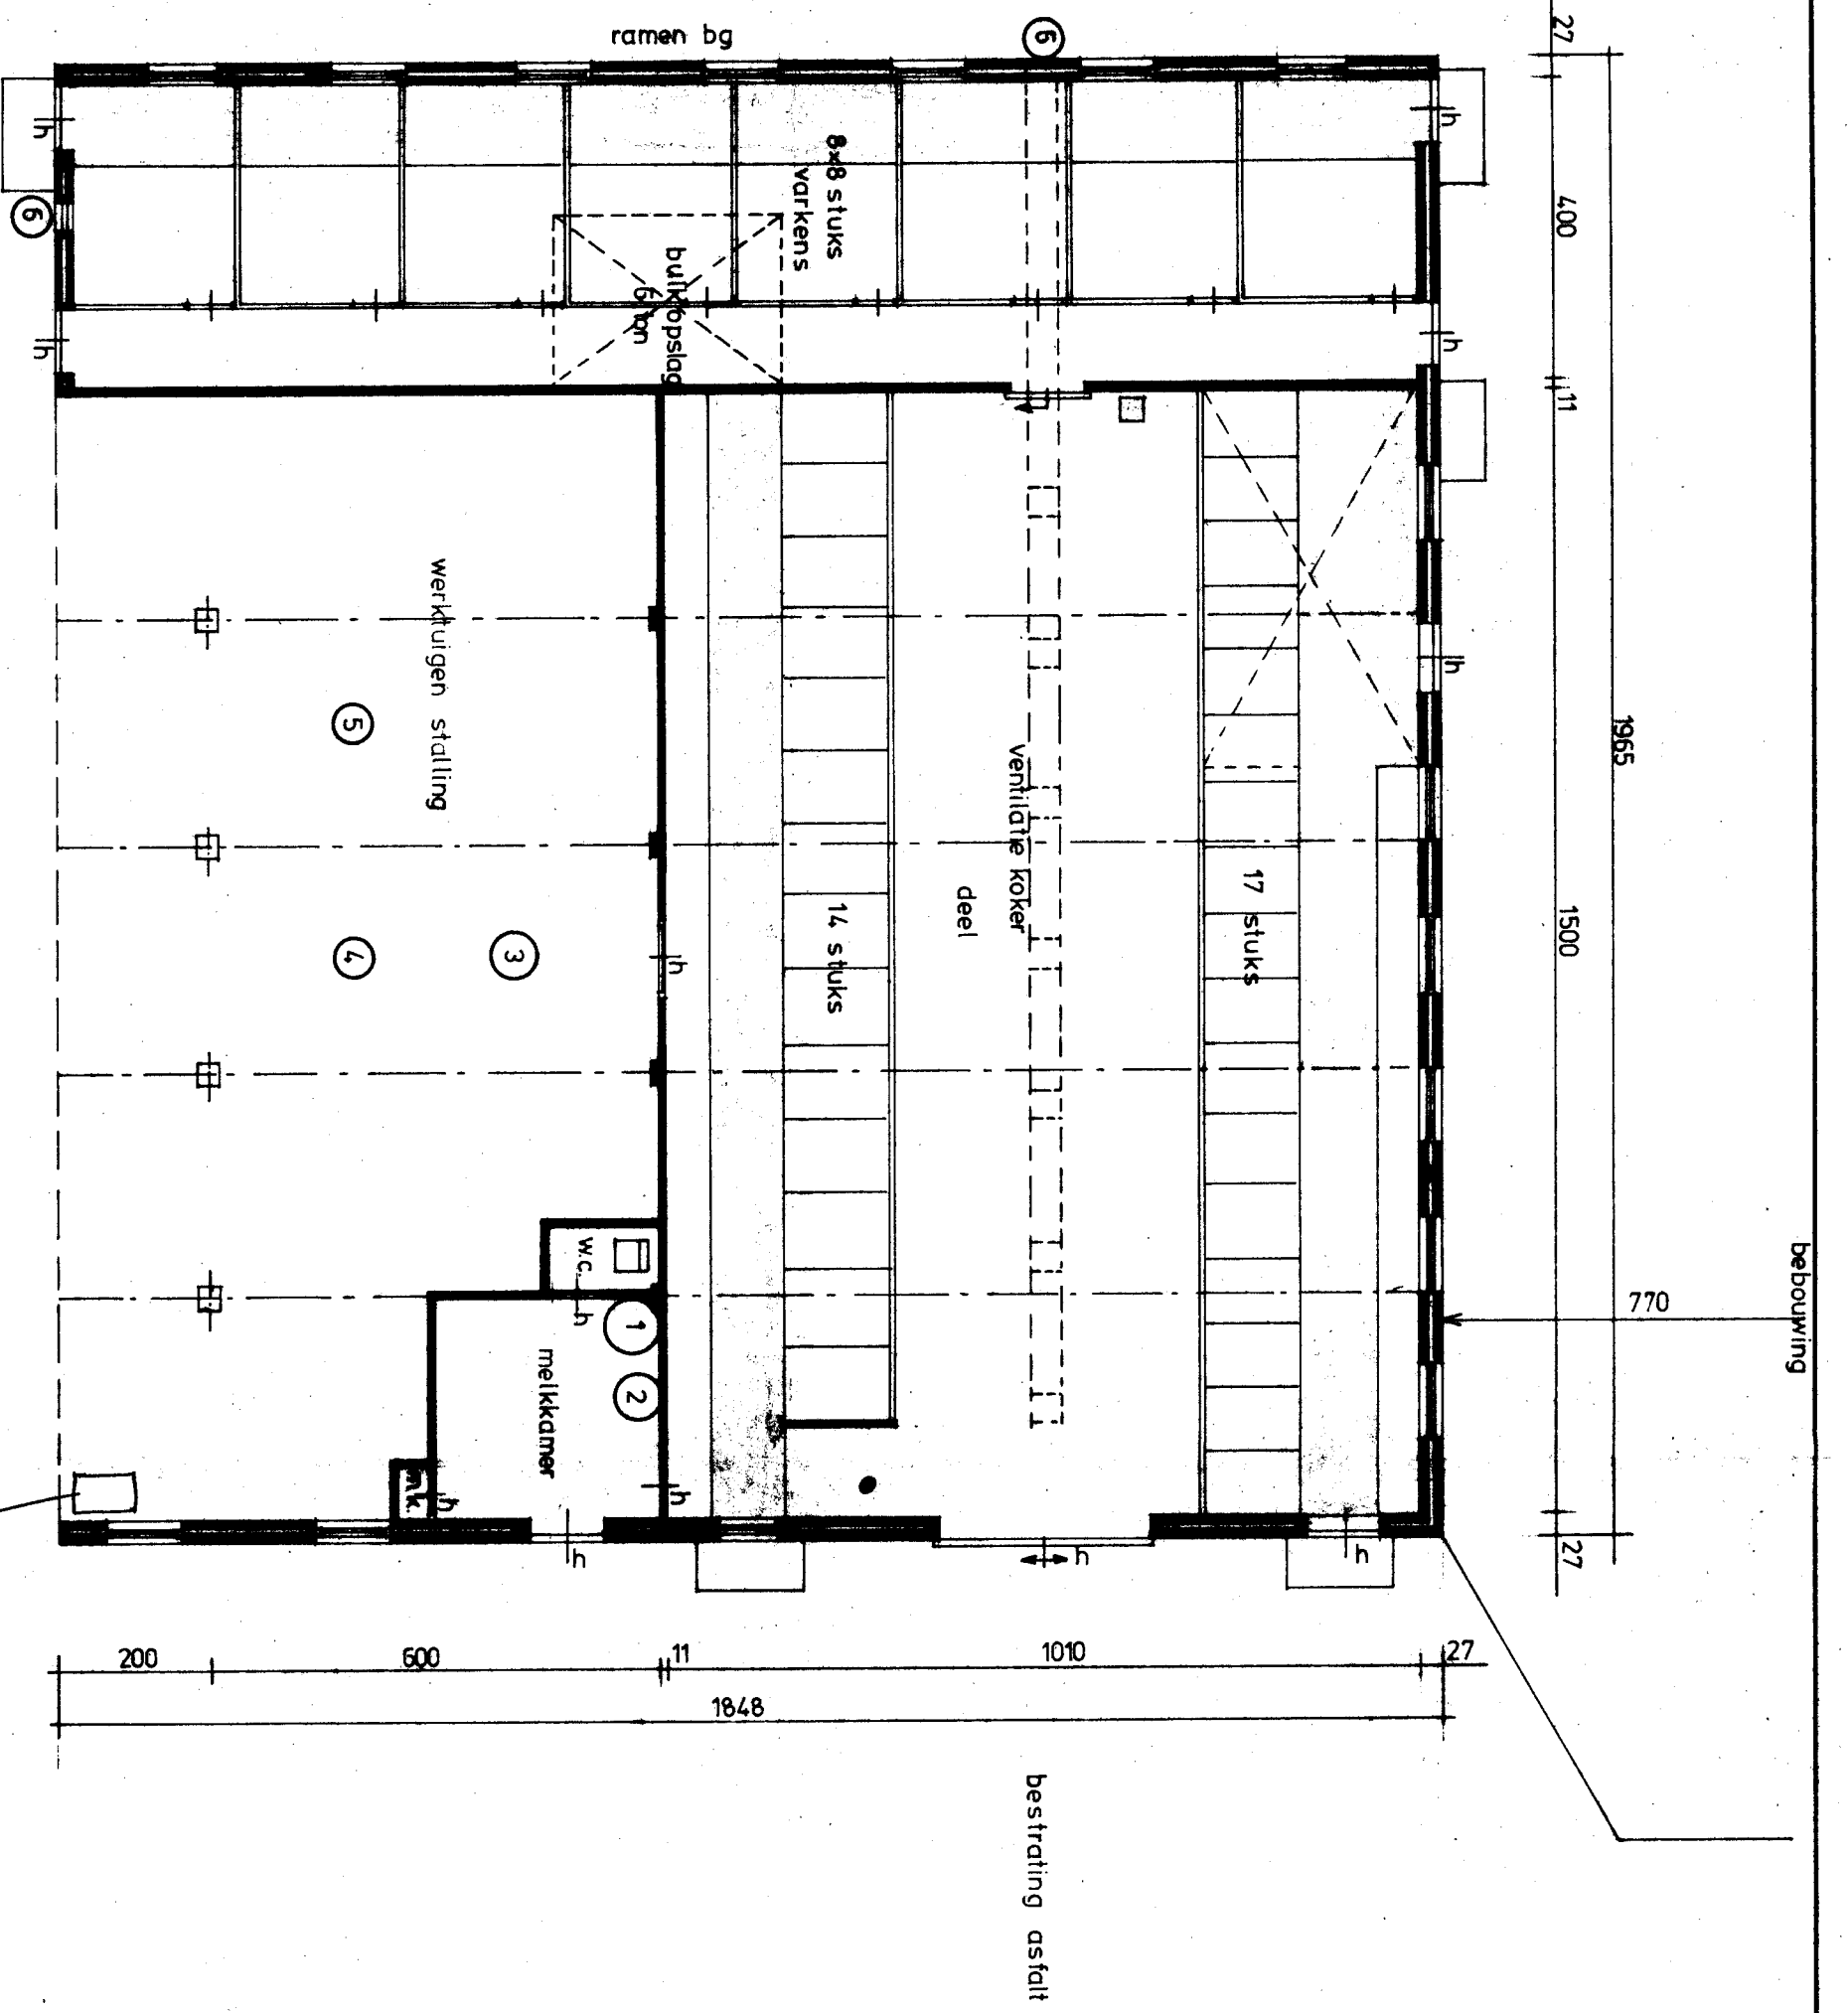 ramen bg
6
27
h
h
8x8 stuks
varkens
400
6
bulkopslag
6 ton
h
h
11
werktuigen stalling
h
5
1965
ventilatie koker
17 stuks
deel
14 stuks
1500
3
4
h
w.c.
h
1
770
bebouwing
2
melkkamer
m.k.
h
h
h
h
h
27
200
600
11
1010
27
1848
bestrating asfalt